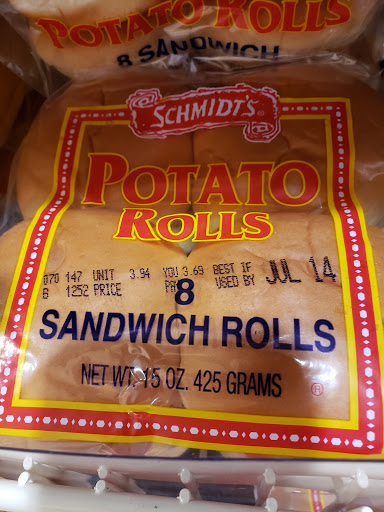 POTATO ROLLS
8 SANDWICH
SCHMIDT'S ®
POTATO
ROLLS
070 147 UNIT 3.94 YOU 3.69 BEST IF JUL 14
6 1252 PRICE PAY USED BY
8
SANDWICH ROLLS
NET WT. 15 OZ. 425 GRAMS ®